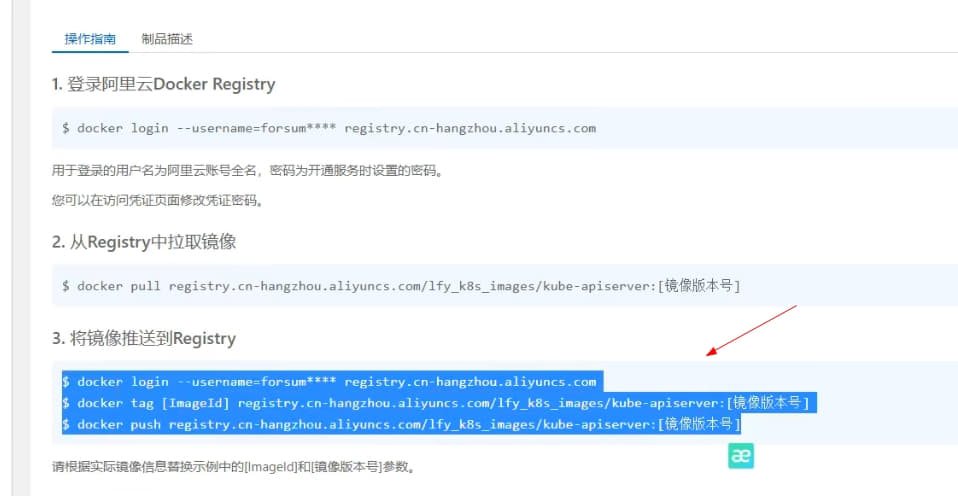 操作指南 制品描述
1. 登录阿里云Docker Registry
$ docker login --username=forsum**** registry.cn-hangzhou.aliyuncs.com
用于登录的用户名为阿里云账号全名，密码为开通服务时设置的密码。
您可以在访问凭证页面修改凭证密码。
2. 从Registry中拉取镜像
$ docker pull registry.cn-hangzhou.aliyuncs.com/lfy_k8s_images/kube-apiserver:[镜像版本号]
3. 将镜像推送到Registry
$ docker login --username=forsum**** registry.cn-hangzhou.aliyuncs.com
$ docker tag [ImageId] registry.cn-hangzhou.aliyuncs.com/lfy_k8s_images/kube-apiserver:[镜像版本号]
$ docker push registry.cn-hangzhou.aliyuncs.com/lfy_k8s_images/kube-apiserver:[镜像版本号]
æ
请根据实际镜像信息替换示例中的[ImageId]和[镜像版本号]参数。